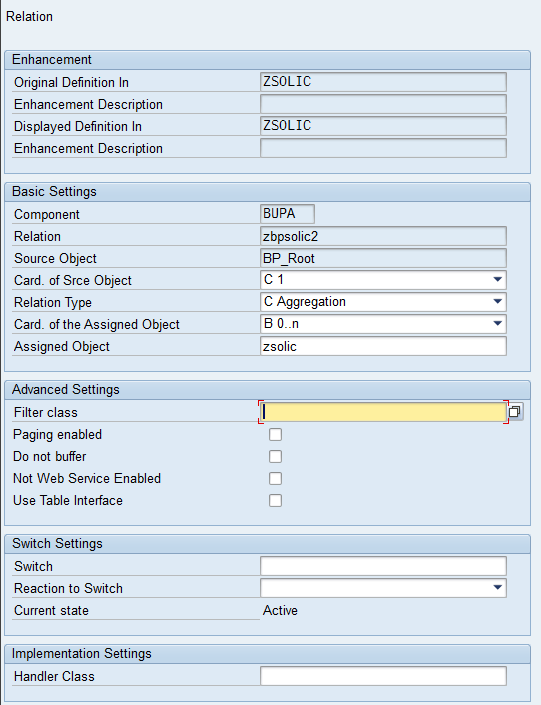 Relation
Enhancement
Original Definition In ZSOLIC
Enhancement Description
Displayed Definition In ZSOLIC
Enhancement Description
Basic Settings
Component BUPA
Relation zbpsolic2
Source Object BP_Root
Card. of Srce Object C 1
Relation Type C Aggregation
Card. of the Assigned Object B 0..n
Assigned Object zsolic
Advanced Settings
Filter class
Paging enabled
Do not buffer
Not Web Service Enabled
Use Table Interface
Switch Settings
Switch
Reaction to Switch
Current state Active
Implementation Settings
Handler Class